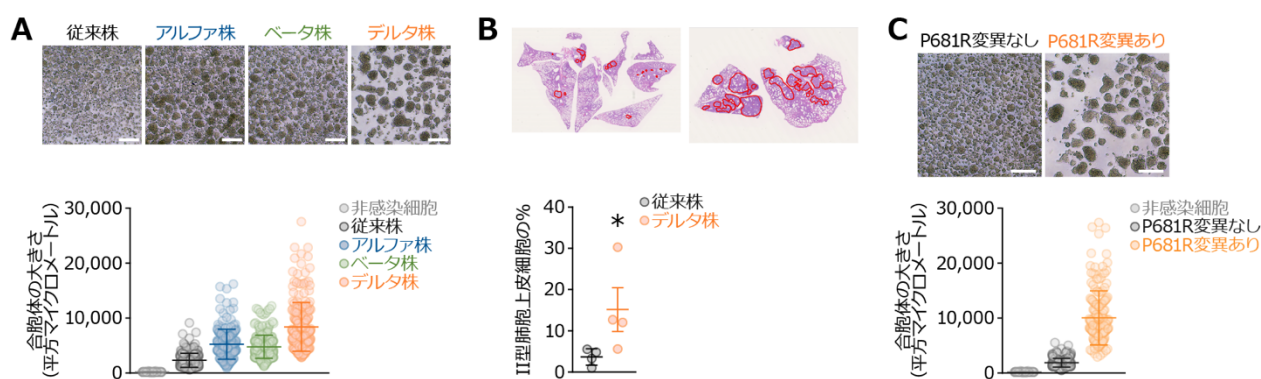 A
従来株
アルファ株
ベータ株
デルタ株
合胞体の大きさ
(平方マイクロメートル)
30,000
20,000
10,000
0
非感染細胞
従来株
アルファ株
ベータ株
デルタ株
B
II型肺胞上皮細胞の%
40
30
20
10
0
*
従来株
デルタ株
C
P681R変異なし
P681R変異あり
合胞体の大きさ
(平方マイクロメートル)
30,000
20,000
10,000
0
非感染細胞
P681R変異なし
P681R変異あり